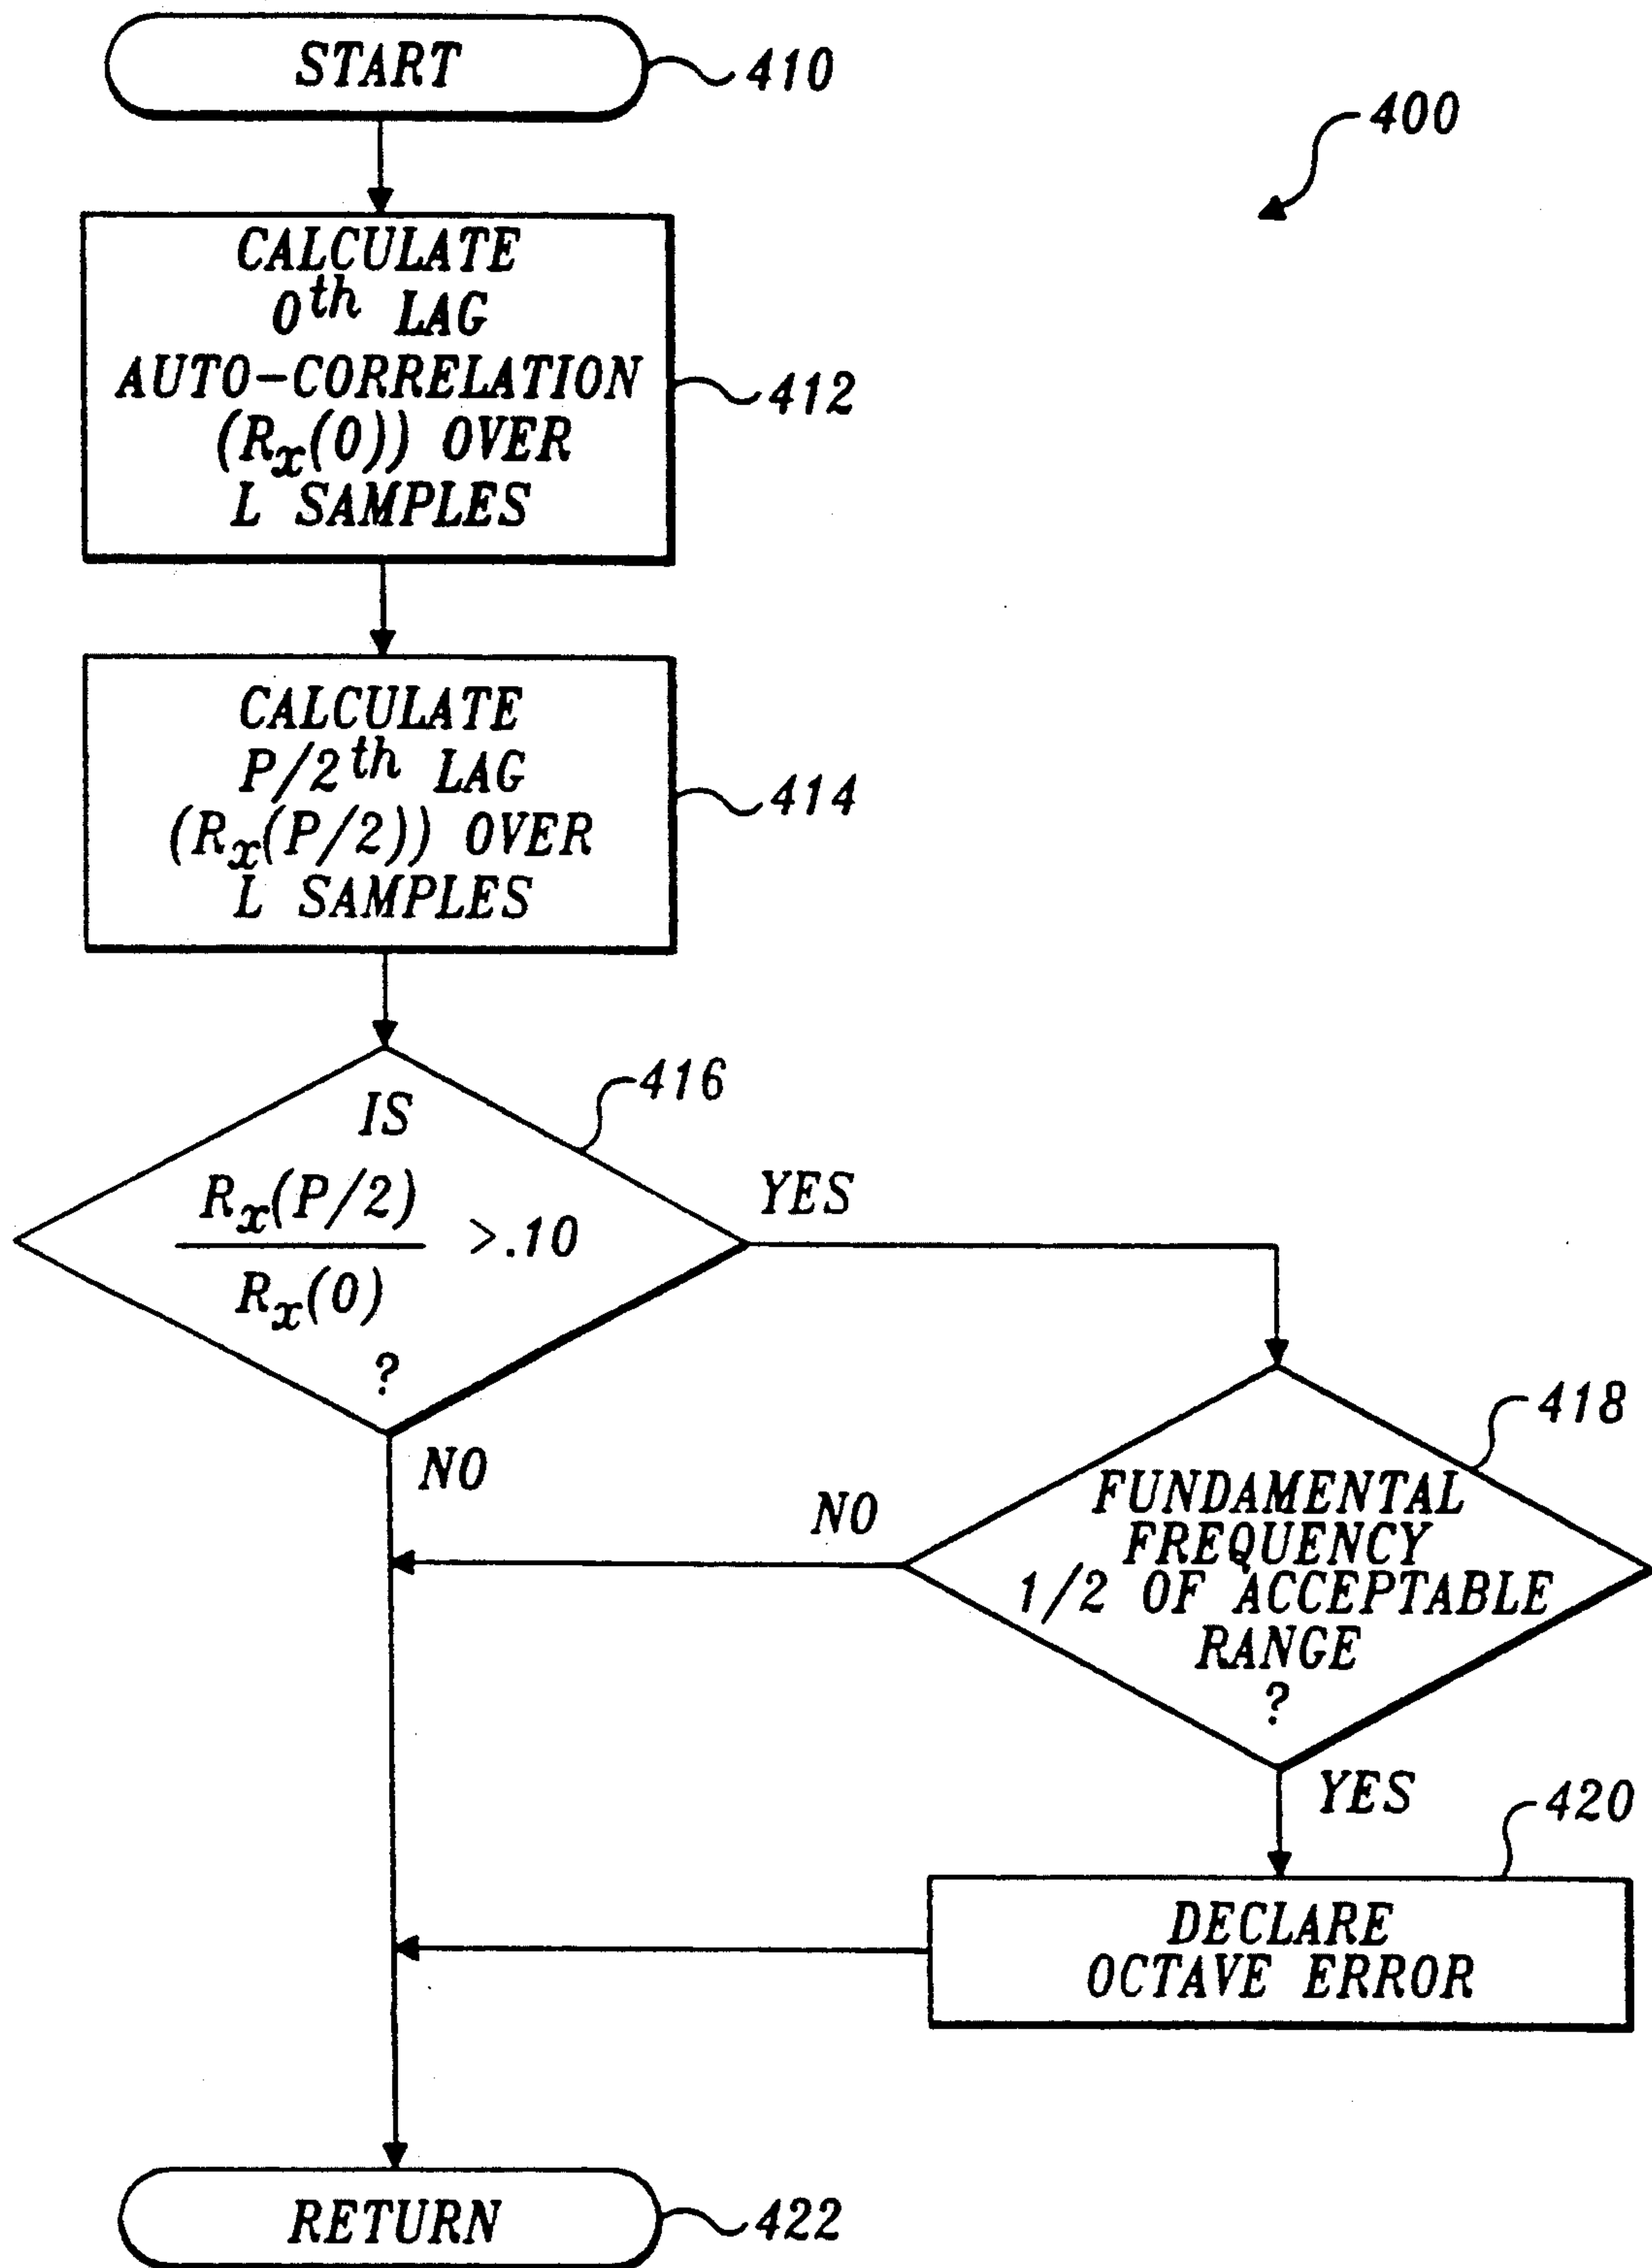 START
410
400
CALCULATE
0th LAG
AUTO-CORRELATION
(Rx(0)) OVER
L SAMPLES
412
CALCULATE
P/2th LAG
(Rx(P/2)) OVER
L SAMPLES
414
416
IS
Rx(P/2)
>.10
Rx(0)
?
YES
NO
418
FUNDAMENTAL
FREQUENCY
1/2 OF ACCEPTABLE
RANGE
?
NO
YES
420
DECLARE
OCTAVE ERROR
RETURN
422